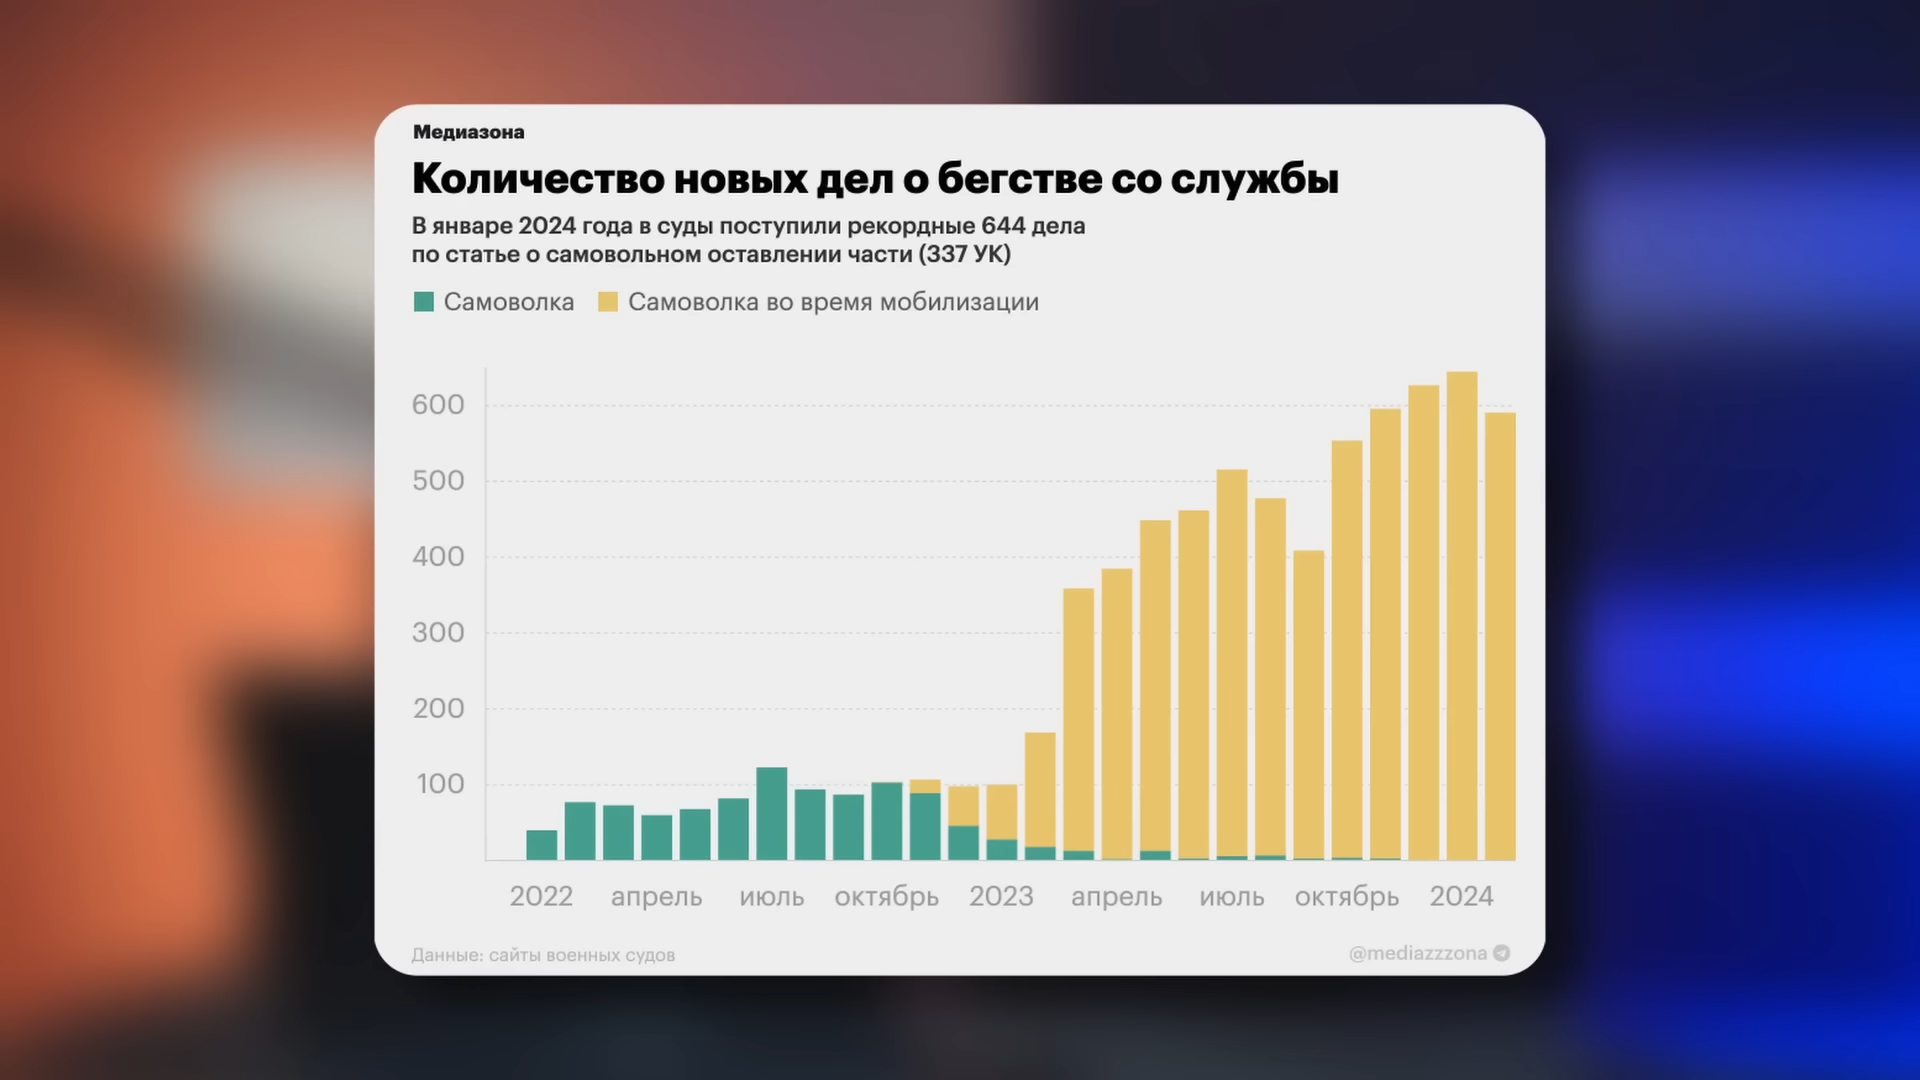 Медиазона
Количество новых дел о бегстве со службы
В январе 2024 года в суды поступили рекордные 644 дела
по статье о самовольном оставлении части (337 УК)
Самоволка Самоволка во время мобилизации
600
500
400
300
200
100
2022 апрель июль октябрь 2023 апрель июль октябрь 2024
Данные: сайты военных судов @mediazzzona